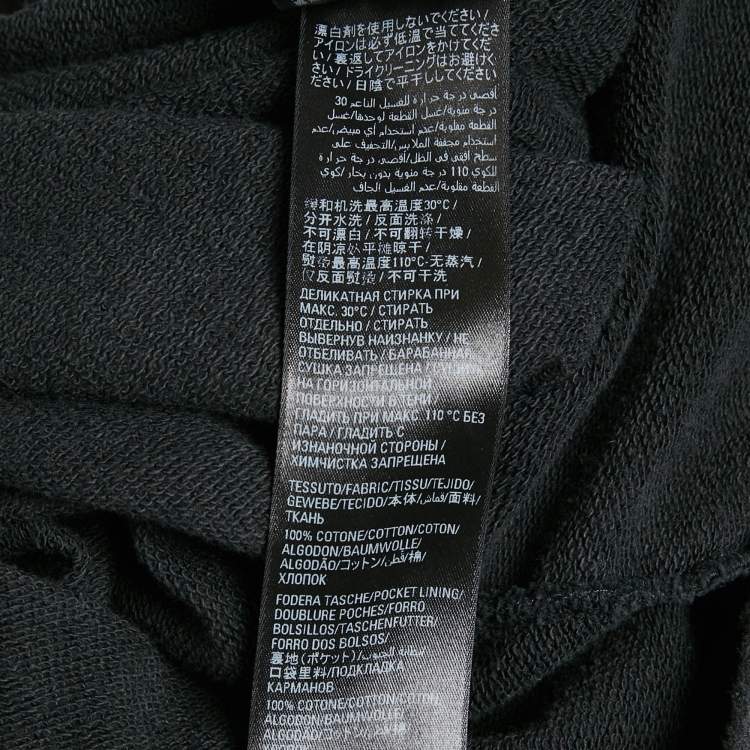 漂白剤を使用しないでください/
アイロンは必ず低温で当ててくださ
い/裏返してアイロンをかけてくだ
さい/ドライクリーニングはお避けく
ださい/日陰で平干ししてください
أقصى درجة حرارة للغسيل الناعم 30
درجة مئوية/غسل القطعة لوحدها/غسل
القطعة مقلوبة/عدم استخدام أي مبيض/عدم
استخدام مجففة الملابس/التجفيف على
سطح أفقي في الظل/أقصى درجة حرارة
للكوي 110 درجة مئوية بدون بخار/كوي
القطعة مقلوبة/عدم الغسيل الجاف
缓和机洗最高温度30°C/
分开水洗/反面洗涤/
不可漂白/不可翻转干燥/
在阴凉处平摊晾干/
熨烫最高温度110°C-无蒸汽/
仅反面熨烫/不可干洗
ДЕЛИКАТНАЯ СТИРКА ПРИ
МАКС. 30°C / СТИРАТЬ
ОТДЕЛЬНО / СТИРАТЬ
ВЫВЕРНУВ НАИЗНАНКУ / НЕ
ОТБЕЛИВАТЬ / БАРАБАННАЯ
СУШКА ЗАПРЕЩЕНА / СУШИТЬ
НА ГОРИЗОНТАЛЬНОЙ
ПОВЕРХНОСТИ В ТЕНИ /
ГЛАДИТЬ ПРИ МАКС. 110 °C БЕЗ
ПАРА / ГЛАДИТЬ С
ИЗНАНОЧНОЙ СТОРОНЫ /
ХИМЧИСТКА ЗАПРЕЩЕНА
TESSUTO/FABRIC/TISSU/TEJIDO/
GEWEBE/TECIDO/本体/قماش/面料/
ТКАНЬ
100% COTONE/COTTON/COTON/
ALGODON/BAUMWOLLE/
ALGODÃO/コットン/قطن/棉/
ХЛОПОК
FODERA TASCHE/POCKET LINING/
DOUBLURE POCHES/FORRO
BOLSILLOS/TASCHENFUTTER/
FORRO DOS BOLSOS/
裏地(ポケット)/بطانة الجيوب/
口袋里料/ПОДКЛАДКА
КАРМАНОВ
100% COTONE/COTTON/COTON/
ALGODON/BAUMWOLLE/